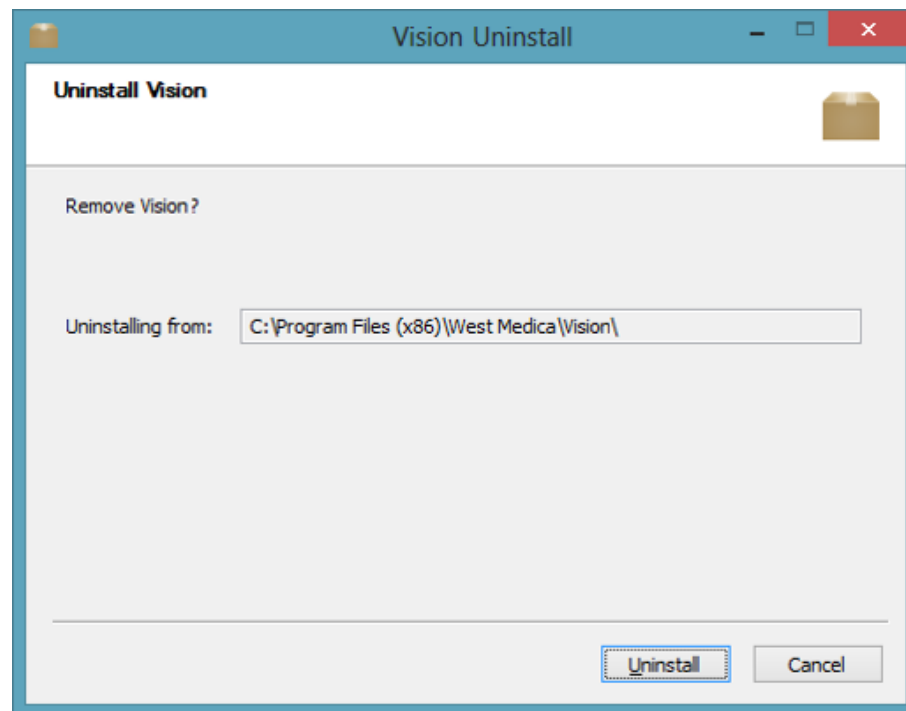 Vision Uninstall
Uninstall Vision
Remove Vision?
Uninstalling from: C:\Program Files (x86)\West Medica\Vision\
Uninstall Cancel